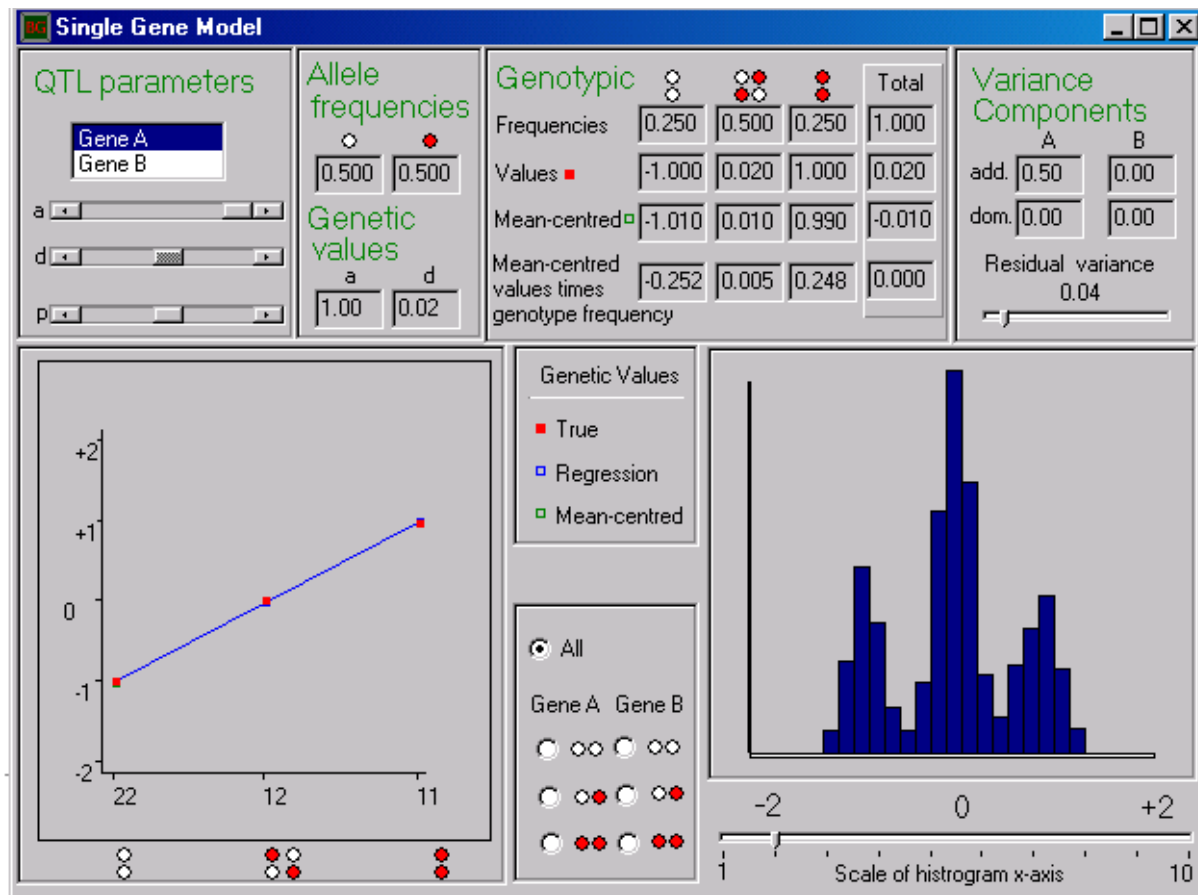 BG Single Gene Model
QTL parameters
Gene A
Gene B
a
d
p
Allele
frequencies
0.500 0.500
Genetic
values
a d
1.00 0.02
Genotypic Total
Frequencies 0.250 0.500 0.250 1.000
Values -1.000 0.020 1.000 0.020
Mean-centred -1.010 0.010 0.990 -0.010
Mean-centred
values times
genotype frequency
-0.252 0.005 0.248 0.000
Variance
Components
A B
add. 0.50 0.00
dom. 0.00 0.00
Residual variance
0.04
+2
+1
0
-1
-2
22 12 11
Genetic Values
True
Regression
Mean-centred
All
Gene A Gene B
-2 0 +2
1 10
Scale of histrogram x-axis